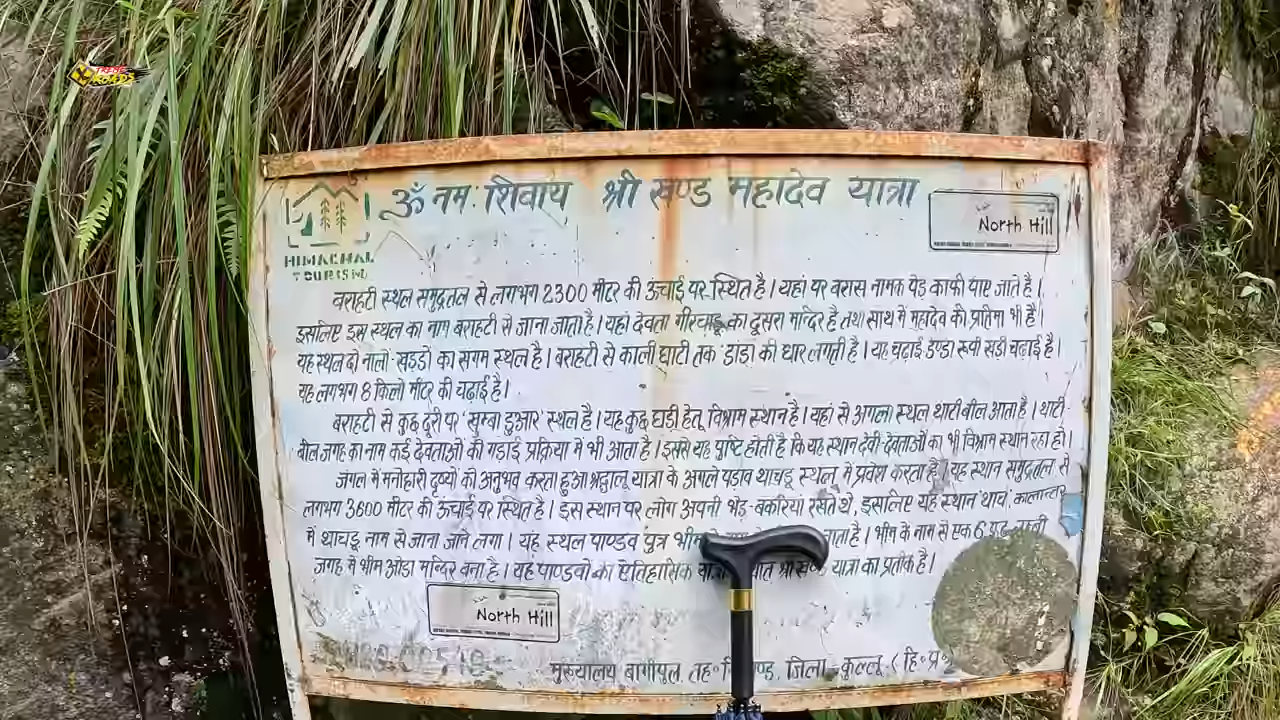 ॐ नमः शिवाय श्री खण्ड महादेव यात्रा
North Hill
HIMACHAL
TOURISM
बराहटी स्थल समुद्रतल से लगभग 2300 मीटर की ऊंचाई पर स्थित है। यहां पर बरास नामक पेड़ काफी पाए जाते है।
इसलिए इस स्थल का नाम बराहटी से जाना जाता है। यहां देवता का दुसरा मन्दिर है तथा साथ में महादेव की प्रतिमा भी है।
यह स्थल दो नालों खड्डो का संगम स्थल है। बराहटी से काली घाटी तक डांडा की धार लगती है। यह चढ़ाई डण्डा रूपी खड़ी चढ़ाई है।
यह लगभग 8 किलो मीटर की चढ़ाई है।
बराहटी से कुछ दूरी पर 'खुम्बा डुआर' स्थल है। यह कुछ घड़ी हेतू विश्राम स्थान है। यहां से अगला स्थल थाटी बील आता है। थाटी
बील जगह का नाम कई देवताओं की गडाई प्रक्रिया में भी आता है। इससे यह पुष्टि होती है कि यह स्थान देवी देवताओं का भी विश्राम स्थान रहा हो।
जंगल में मनोहारी दृष्यों को अनुभव करता हुआ श्रद्धालू यात्रा के अगले पड़ाव थाचडू स्थल में प्रवेश करता है। यह स्थान समुद्रतल से
लगभग 3600 मीटर की ऊंचाई पर स्थित है। इस स्थान पर लोग अपनी भेड़-बकरियां रखते थे, इसलिए यह स्थान थाच, कालान्तर
में थाचडू नाम से जाना जाने लगा। यह स्थल पाण्डव पुत्र भीम जाता है। भीम के नाम से एक 6
जगह में भीम ओडा मन्दिर बना है। यह पाण्डवों का ऐतिहासिक श्री खण्ड यात्रा का प्रतीक है।
North Hill
मुख्यालय बागीपुल, तह॰ जिला कुल्लू (हि॰प्र॰